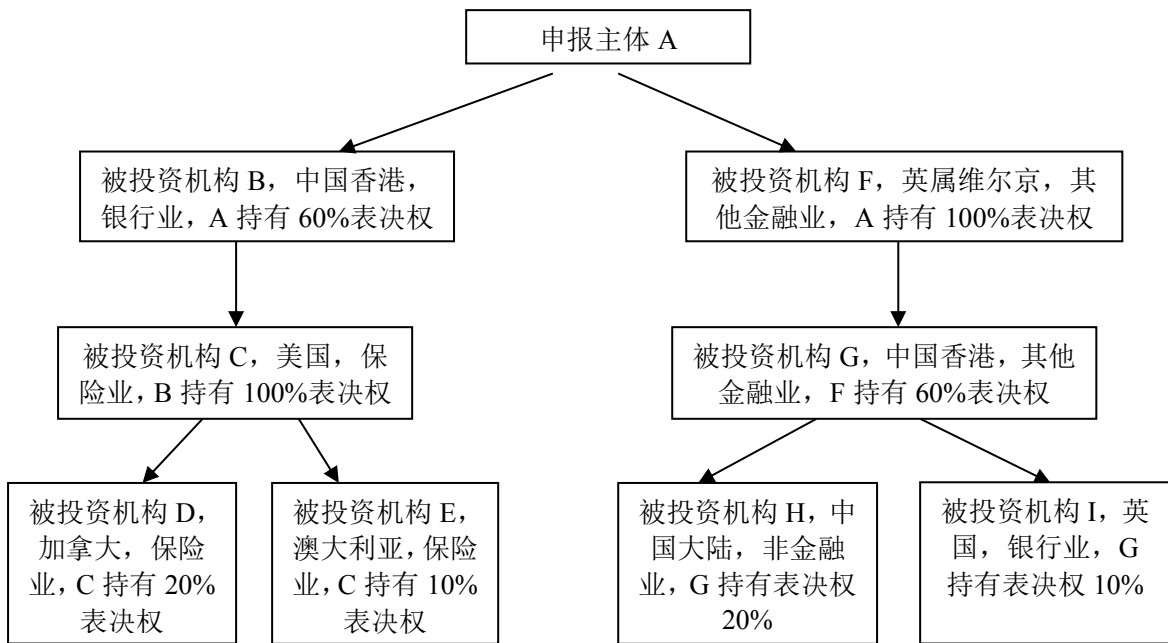 申报主体 A
被投资机构 B，中国香港，
银行业，A 持有 60%表决权
被投资机构 F，英属维尔京，其
他金融业，A 持有 100%表决权
被投资机构 C，美国，保
险业，B 持有 100%表决权
被投资机构 G，中国香港，其他
金融业，F 持有 60%表决权
被投资机构 D，
加拿大，保险
业，C 持有 20%
表决权
被投资机构 E，
澳大利亚，保险
业，C 持有 10%
表决权
被投资机构 H，中
国大陆，非金融
业，G 持有表决权
20%
被投资机构 I，英
国，银行业，G
持有表决权 10%